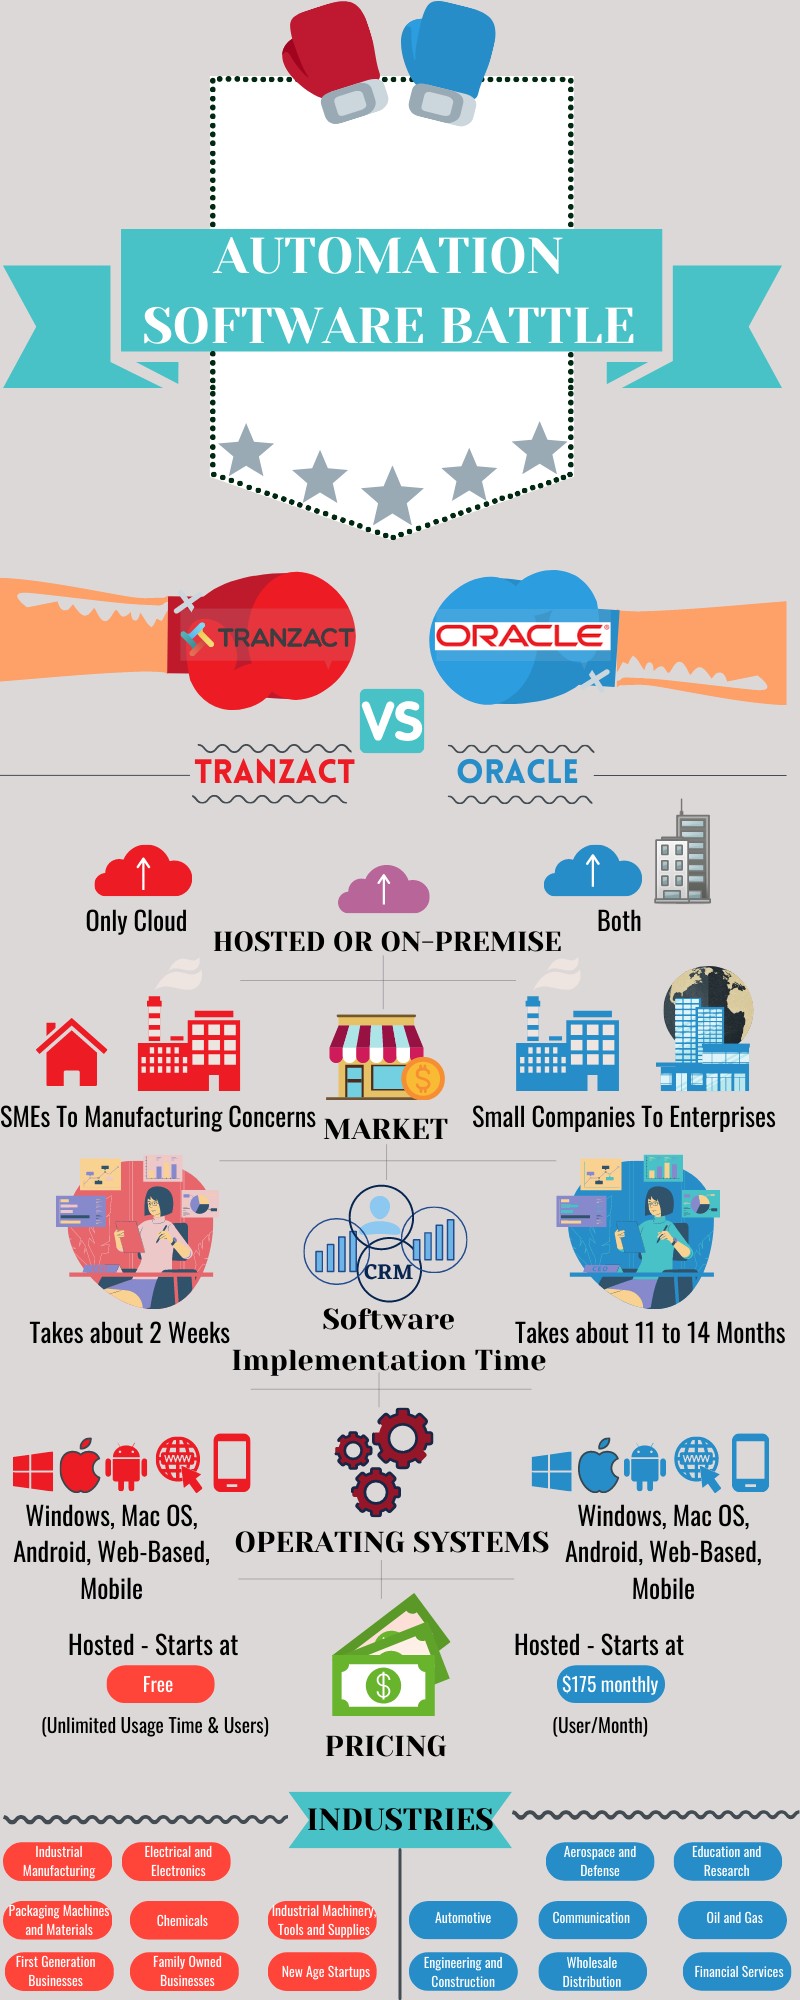 AUTOMATION
SOFTWARE BATTLE
TRANZACT
ORACLE®
VS
TRANZACT
ORACLE
Only Cloud
Both
HOSTED OR ON-PREMISE
SMEs To Manufacturing Concerns
MARKET
Small Companies To Enterprises
CRM
CEO
Takes about 2 Weeks
Software
Implementation Time
Takes about 11 to 14 Months
WWW
WWW
Windows, Mac OS,
Android, Web-Based,
Mobile
OPERATING SYSTEMS
Windows, Mac OS,
Android, Web-Based,
Mobile
Hosted - Starts at
Free
(Unlimited Usage Time & Users)
$
$
PRICING
Hosted - Starts at
$175 monthly
(User/Month)
INDUSTRIES
Industrial
Manufacturing
Electrical and
Electronics
Packaging Machines
and Materials
Chemicals
Industrial Machinery,
Tools and Supplies
First Generation
Businesses
Family Owned
Businesses
New Age Startups
Aerospace and
Defense
Education and
Research
Automotive
Communication
Oil and Gas
Engineering and
Construction
Wholesale
Distribution
Financial Services